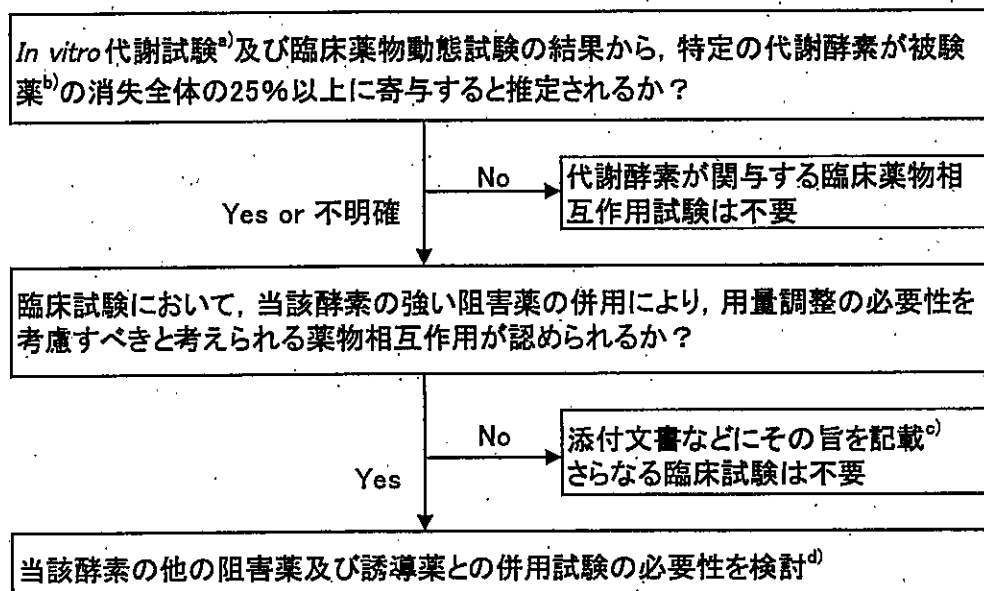 In vitro代謝試験a)及び臨床薬物動態試験の結果から，特定の代謝酵素が被験
薬b)の消失全体の25％以上に寄与すると推定されるか？
No
代謝酵素が関与する臨床薬物相
互作用試験は不要
Yes or 不明確
臨床試験において，当該酵素の強い阻害薬の併用により，用量調整の必要性を
考慮すべきと考えられる薬物相互作用が認められるか？
No
添付文書などにその旨を記載c)
さらなる臨床試験は不要
Yes
当該酵素の他の阻害薬及び誘導薬との併用試験の必要性を検討d)